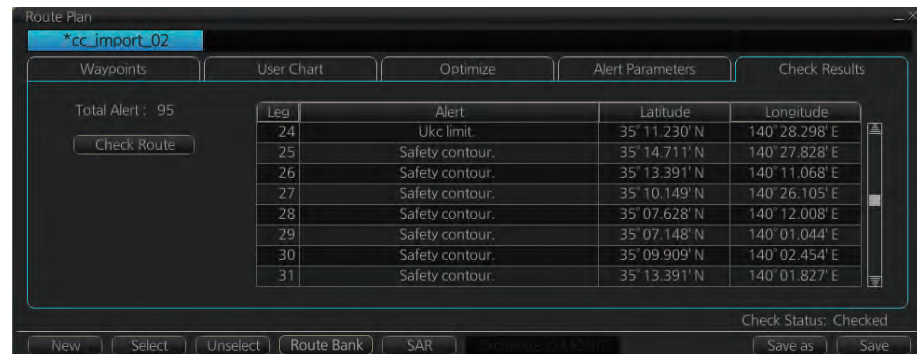 Route Plan
*cc_import_02
Waypoints User Chart Optimize Alert Parameters Check Results
Total Alert : 95
Check Route
Leg Alert Latitude Longitude
24 Ukc limit. 35°11.230' N 140°28.298' E
25 Safety contour. 35°14.711' N 140°27.828' E
26 Safety contour. 35°13.391' N 140°11.068' E
27 Safety contour. 35°10.149' N 140°26.105' E
28 Safety contour. 35°07.628' N 140°12.008' E
29 Safety contour. 35°07.148' N 140°01.044' E
30 Safety contour. 35°09.909' N 140°02.454' E
31 Safety contour. 35°13.391' N 140°01.827' E
Check Status: Checked
New Select Unselect Route Bank SAR Save as Save